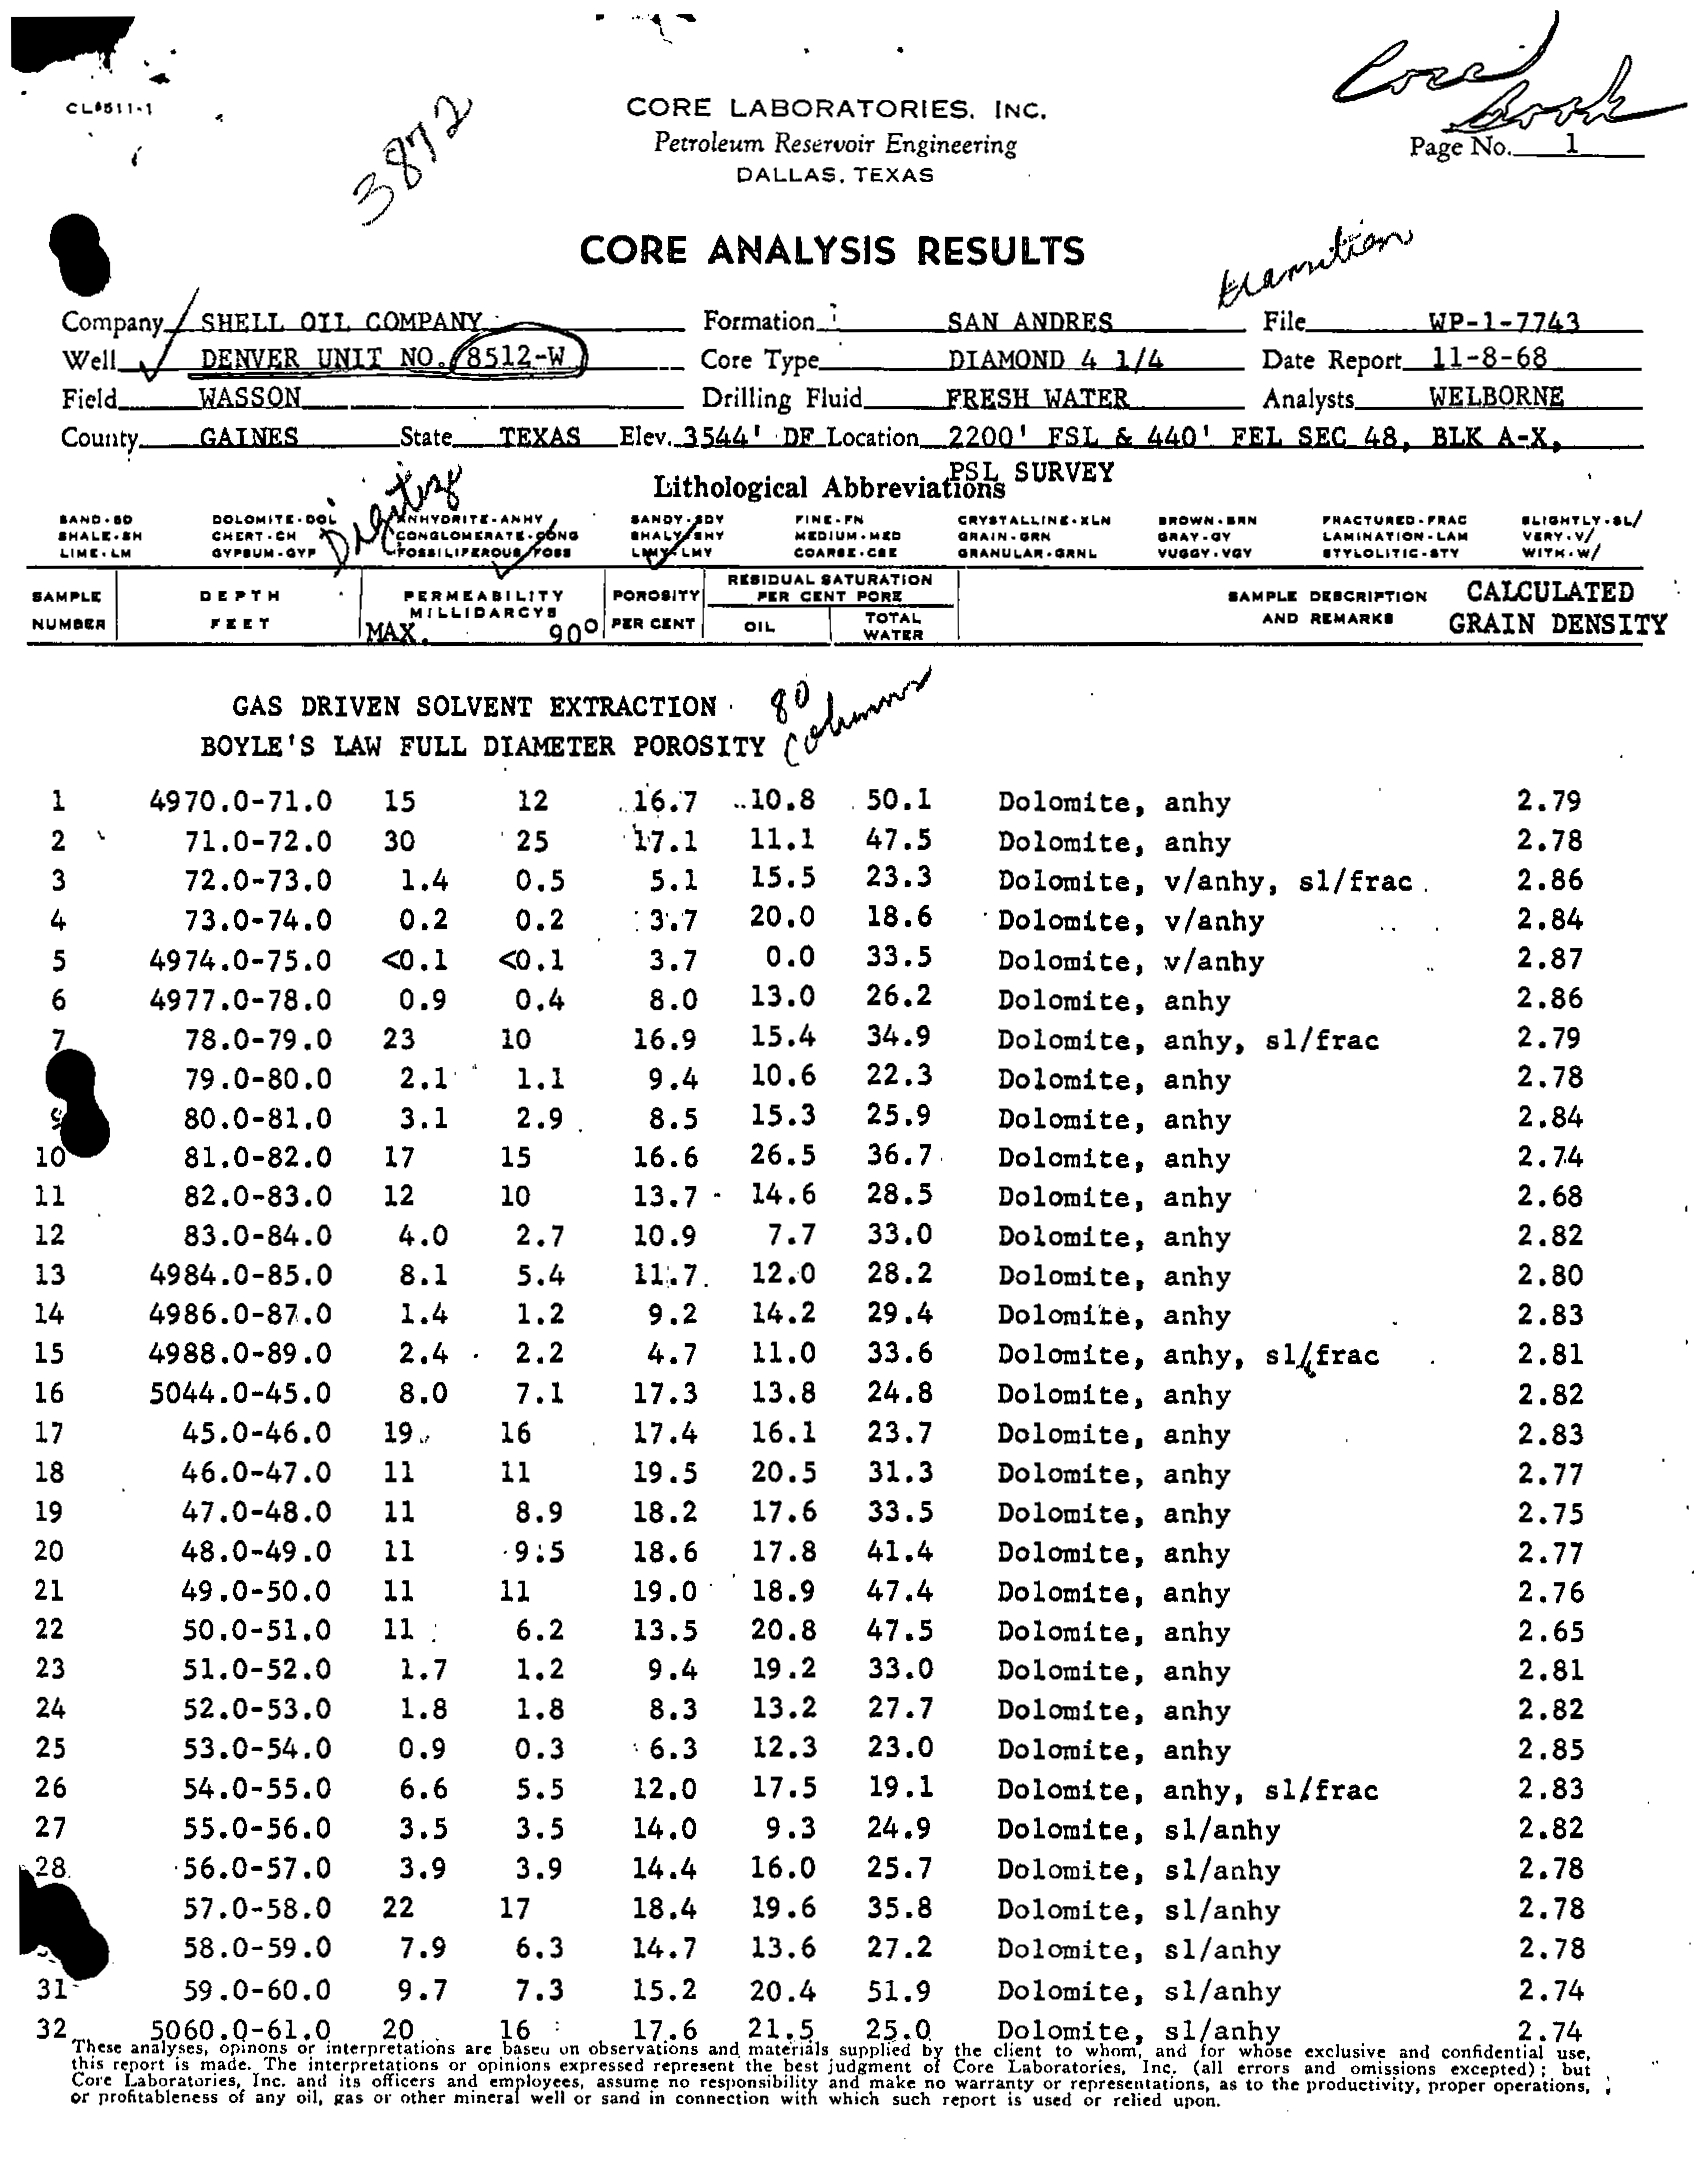 CL-511-1
3872
CORE LABORATORIES, INC.
Petroleum Reservoir Engineering
DALLAS, TEXAS
Core Book
Page No. 1
CORE ANALYSIS RESULTS
transition
Company SHELL OIL COMPANY Formation SAN ANDRES File WP-1-7743
Well DENVER UNIT NO. 8512-W Core Type DIAMOND 4 1/4 Date Report 11-8-68
Field WASSON Drilling Fluid FRESH WATER Analysts WELBORNE
County GAINES State TEXAS Elev. 3544' DF Location 2200' FSL & 440' FEL SEC 48, BLK A-X,
PSL SURVEY
Lithological Abbreviations
Digitize
SAND-SD DOLOMITE-DOL ANHYDRITE-ANHY SANDY-SDY FINE-FN CRYSTALLINE-XLN BROWN-BRN FRACTURED-FRAC SLIGHTLY-SL/
SHALE-SH CHERT-CH CONGLOMERATE-CONG SHALY-SHY MEDIUM-MED GRAIN-GRN GRAY-GY LAMINATION-LAM VERY-V/
LIME-LM GYPSUM-GYP FOSSILIFEROUS-FOSS LIMY-LMY COARSE-CSE GRANULAR-GRNL VUGGY-VGY STYLOLITIC-STY WITH-W/
SAMPLE NUMBER DEPTH FEET PERMEABILITY MILLIDARCYS MAX. 90° POROSITY PER CENT RESIDUAL SATURATION PER CENT PORE OIL TOTAL WATER SAMPLE DESCRIPTION AND REMARKS CALCULATED GRAIN DENSITY
GAS DRIVEN SOLVENT EXTRACTION
BOYLE'S LAW FULL DIAMETER POROSITY
80 Columns
1 4970.0-71.0 15 12 16.7 10.8 50.1 Dolomite, anhy 2.79
2 71.0-72.0 30 25 17.1 11.1 47.5 Dolomite, anhy 2.78
3 72.0-73.0 1.4 0.5 5.1 15.5 23.3 Dolomite, v/anhy, sl/frac 2.86
4 73.0-74.0 0.2 0.2 3.7 20.0 18.6 Dolomite, v/anhy 2.84
5 4974.0-75.0 <0.1 <0.1 3.7 0.0 33.5 Dolomite, v/anhy 2.87
6 4977.0-78.0 0.9 0.4 8.0 13.0 26.2 Dolomite, anhy 2.86
7 78.0-79.0 23 10 16.9 15.4 34.9 Dolomite, anhy, sl/frac 2.79
79.0-80.0 2.1 1.1 9.4 10.6 22.3 Dolomite, anhy 2.78
9 80.0-81.0 3.1 2.9 8.5 15.3 25.9 Dolomite, anhy 2.84
10 81.0-82.0 17 15 16.6 26.5 36.7 Dolomite, anhy 2.74
11 82.0-83.0 12 10 13.7 14.6 28.5 Dolomite, anhy 2.68
12 83.0-84.0 4.0 2.7 10.9 7.7 33.0 Dolomite, anhy 2.82
13 4984.0-85.0 8.1 5.4 11.7 12.0 28.2 Dolomite, anhy 2.80
14 4986.0-87.0 1.4 1.2 9.2 14.2 29.4 Dolomite, anhy 2.83
15 4988.0-89.0 2.4 2.2 4.7 11.0 33.6 Dolomite, anhy, sl/frac 2.81
16 5044.0-45.0 8.0 7.1 17.3 13.8 24.8 Dolomite, anhy 2.82
17 45.0-46.0 19 16 17.4 16.1 23.7 Dolomite, anhy 2.83
18 46.0-47.0 11 11 19.5 20.5 31.3 Dolomite, anhy 2.77
19 47.0-48.0 11 8.9 18.2 17.6 33.5 Dolomite, anhy 2.75
20 48.0-49.0 11 9.5 18.6 17.8 41.4 Dolomite, anhy 2.77
21 49.0-50.0 11 11 19.0 18.9 47.4 Dolomite, anhy 2.76
22 50.0-51.0 11 6.2 13.5 20.8 47.5 Dolomite, anhy 2.65
23 51.0-52.0 1.7 1.2 9.4 19.2 33.0 Dolomite, anhy 2.81
24 52.0-53.0 1.8 1.8 8.3 13.2 27.7 Dolomite, anhy 2.82
25 53.0-54.0 0.9 0.3 6.3 12.3 23.0 Dolomite, anhy 2.85
26 54.0-55.0 6.6 5.5 12.0 17.5 19.1 Dolomite, anhy, sl/frac 2.83
27 55.0-56.0 3.5 3.5 14.0 9.3 24.9 Dolomite, sl/anhy 2.82
28 56.0-57.0 3.9 3.9 14.4 16.0 25.7 Dolomite, sl/anhy 2.78
57.0-58.0 22 17 18.4 19.6 35.8 Dolomite, sl/anhy 2.78
58.0-59.0 7.9 6.3 14.7 13.6 27.2 Dolomite, sl/anhy 2.78
31 59.0-60.0 9.7 7.3 15.2 20.4 51.9 Dolomite, sl/anhy 2.74
32 5060.0-61.0 20 16 17.6 21.5 25.0 Dolomite, sl/anhy 2.74
These analyses, opinons or interpretations are based on observations and materials supplied by the client to whom, and for whose exclusive and confidential use,
this report is made. The interpretations or opinions expressed represent the best judgment of Core Laboratories, Inc. (all errors and omissions excepted); but
Core Laboratories, Inc. and its officers and employees, assume no responsibility and make no warranty or representations, as to the productivity, proper operations,
or profitableness of any oil, gas or other mineral well or sand in connection with which such report is used or relied upon.